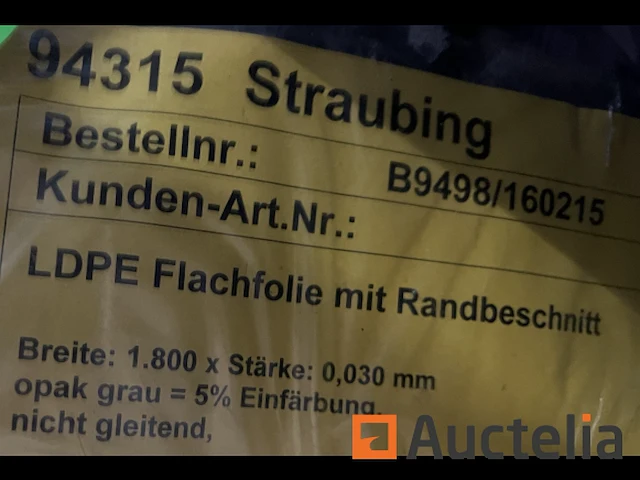 94315 Straubing
Bestellnr.: B9498/160215
Kunden-Art.Nr.:
LDPE Flachfolie mit Randbeschnitt
Breite: 1.800 x Stärke: 0,030 mm
opak grau = 5% Einfärbung,
nicht gleitend,
Auctelia